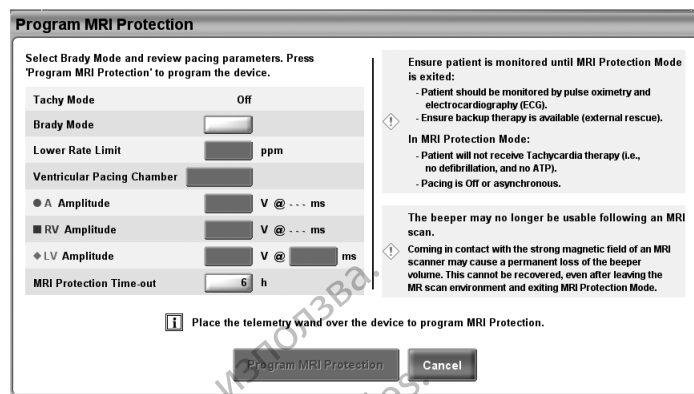 Program MRI Protection
Select Brady Mode and review pacing parameters. Press
'Program MRI Protection' to program the device.
Tachy Mode Off
Brady Mode
Lower Rate Limit ppm
Ventricular Pacing Chamber
A Amplitude V @ - - - ms
RV Amplitude V @ - - - ms
LV Amplitude V @ ms
MRI Protection Time-out 6 h
Ensure patient is monitored until MRI Protection Mode
is exited:
- Patient should be monitored by pulse oximetry and
electrocardiography (ECG).
- Ensure backup therapy is available (external rescue).
In MRI Protection Mode:
- Patient will not receive Tachycardia therapy (i.e.,
no defibrillation, and no ATP).
- Pacing is Off or asynchronous.
The beeper may no longer be usable following an MRI
scan.
Coming in contact with the strong magnetic field of an MRI
scanner may cause a permanent loss of the beeper
volume. This cannot be recovered, even after leaving the
MR scan environment and exiting MRI Protection Mode.
i Place the telemetry wand over the device to program MRI Protection.
Program MRI Protection
Cancel